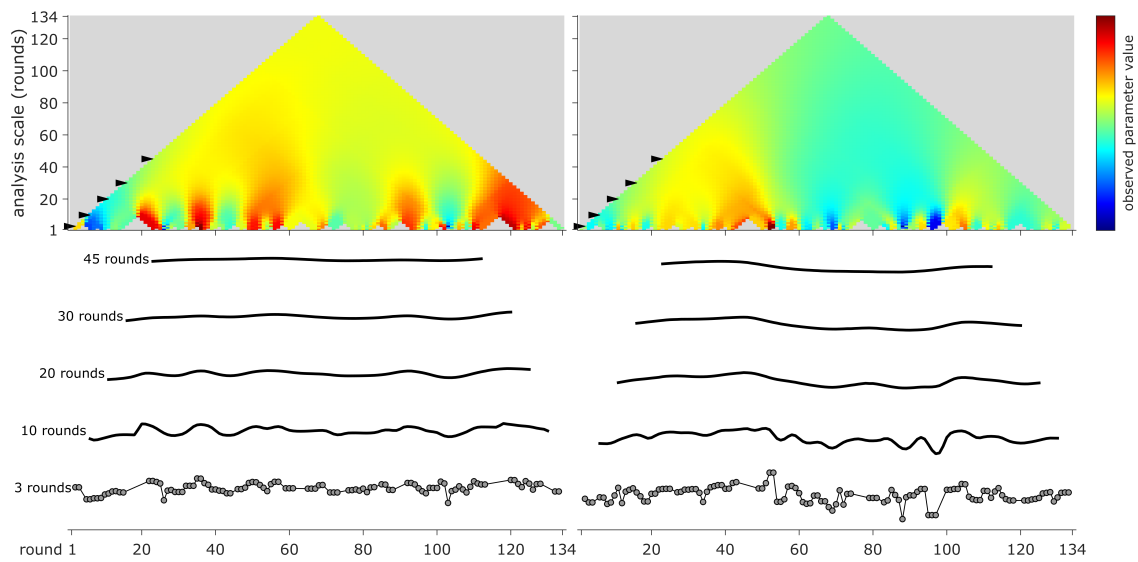 134
120
100
80
60
40
20
1
analysis scale (rounds)
observed parameter value
45 rounds
30 rounds
20 rounds
10 rounds
3 rounds
round 1 20 40 60 80 100 120 134 20 40 60 80 100 120 134